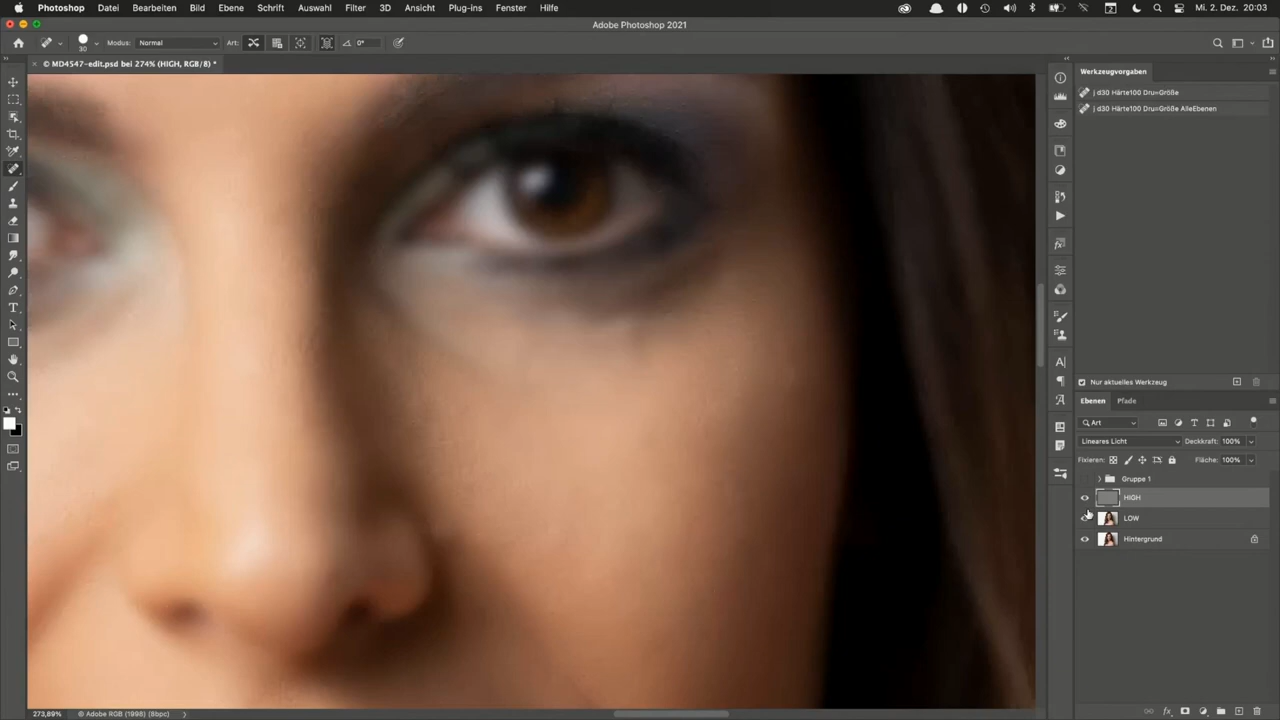 Photoshop Datei Bearbeiten Bild Ebene Schrift Auswahl Filter 3D Ansicht Plug-ins Fenster Hilfe 2 Mi. 2. Dez. 20:03
Adobe Photoshop 2021
30 Modus: Normal Art: 0°
× © MD4547-edit.psd bei 274% (HIGH, RGB/8) *
Werkzeugvorgaben
| d30 Härte100 Dru=Größe
| d30 Härte100 Dru=Größe AlleEbenen
Nur aktuelles Werkzeug
Ebenen Pfade
Art
Lineares Licht Deckkraft: 100%
Fixieren: Fläche: 100%
Gruppe 1
HIGH
LOW
Hintergrund
273,89% © Adobe RGB (1998) (8bpc)